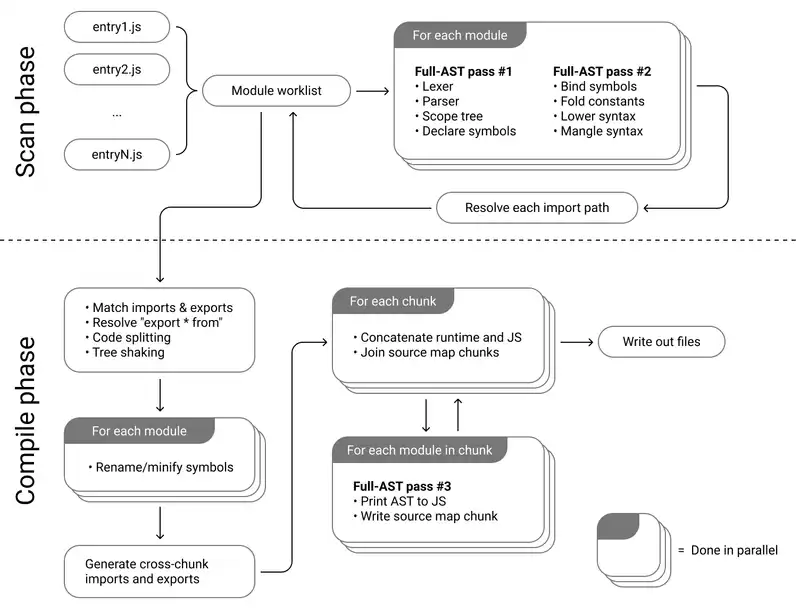 Scan phase
entry1.js
entry2.js
...
entryN.js
Module worklist
For each module
Full-AST pass #1
• Lexer
• Parser
• Scope tree
• Declare symbols
Full-AST pass #2
• Bind symbols
• Fold constants
• Lower syntax
• Mangle syntax
Resolve each import path
Compile phase
• Match imports & exports
• Resolve "export * from"
• Code splitting
• Tree shaking
For each module
• Rename/minify symbols
Generate cross-chunk
imports and exports
For each chunk
• Concatenate runtime and JS
• Join source map chunks
For each module in chunk
Full-AST pass #3
• Print AST to JS
• Write source map chunk
Write out files
= Done in parallel